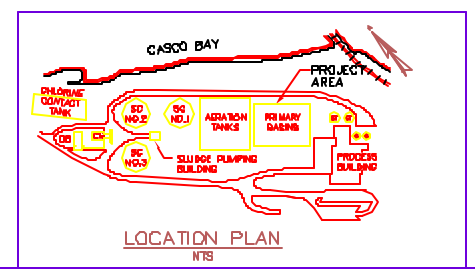 CASCO BAY
PROJECT
AREA
CHLORINE
CONTACT
TANK
SC
NO.2
SC
NO.1
AERATION
TANKS
PRIMARY
BASINS
SC
NO.3
SLUDGE PUMPING
BUILDING
PROCESS
BUILDING
LOCATION PLAN
NTS